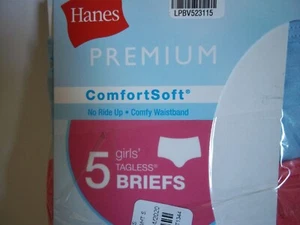 Hanes
LPBV523115
PREMIUM
ComfortSoft®
No Ride Up • Comfy Waistband
5 girls'
TAGLESS®
BRIEFS